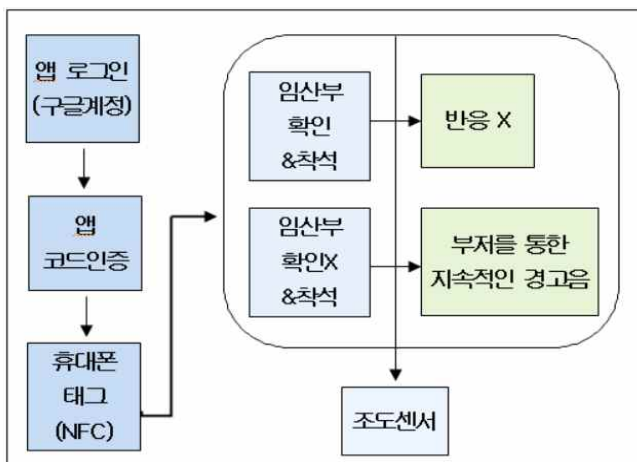 앱 로그인
(구글계정)
앱
코드인증
휴대폰
태그
(NFC)
임산부
확인
&착석
반응 X
임산부
확인X
&착석
부저를 통한
지속적인 경고음
조도센서